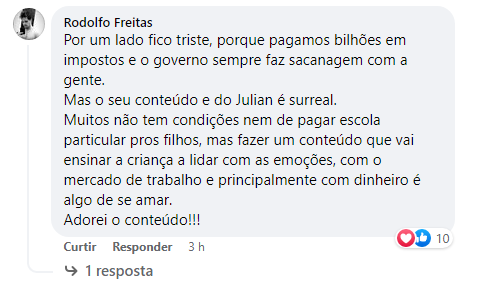 Rodolfo Freitas
Por um lado fico triste, porque pagamos bilhões em
impostos e o governo sempre faz sacanagem com a
gente.
Mas o seu conteúdo e do Julian é surreal.
Muitos não tem condições nem de pagar escola
particular pros filhos, mas fazer um conteúdo que vai
ensinar a criança a lidar com as emoções, com o
mercado de trabalho e principalmente com dinheiro é
algo de se amar.
Adorei o conteúdo!!!
10
Curtir Responder 3 h
1 resposta